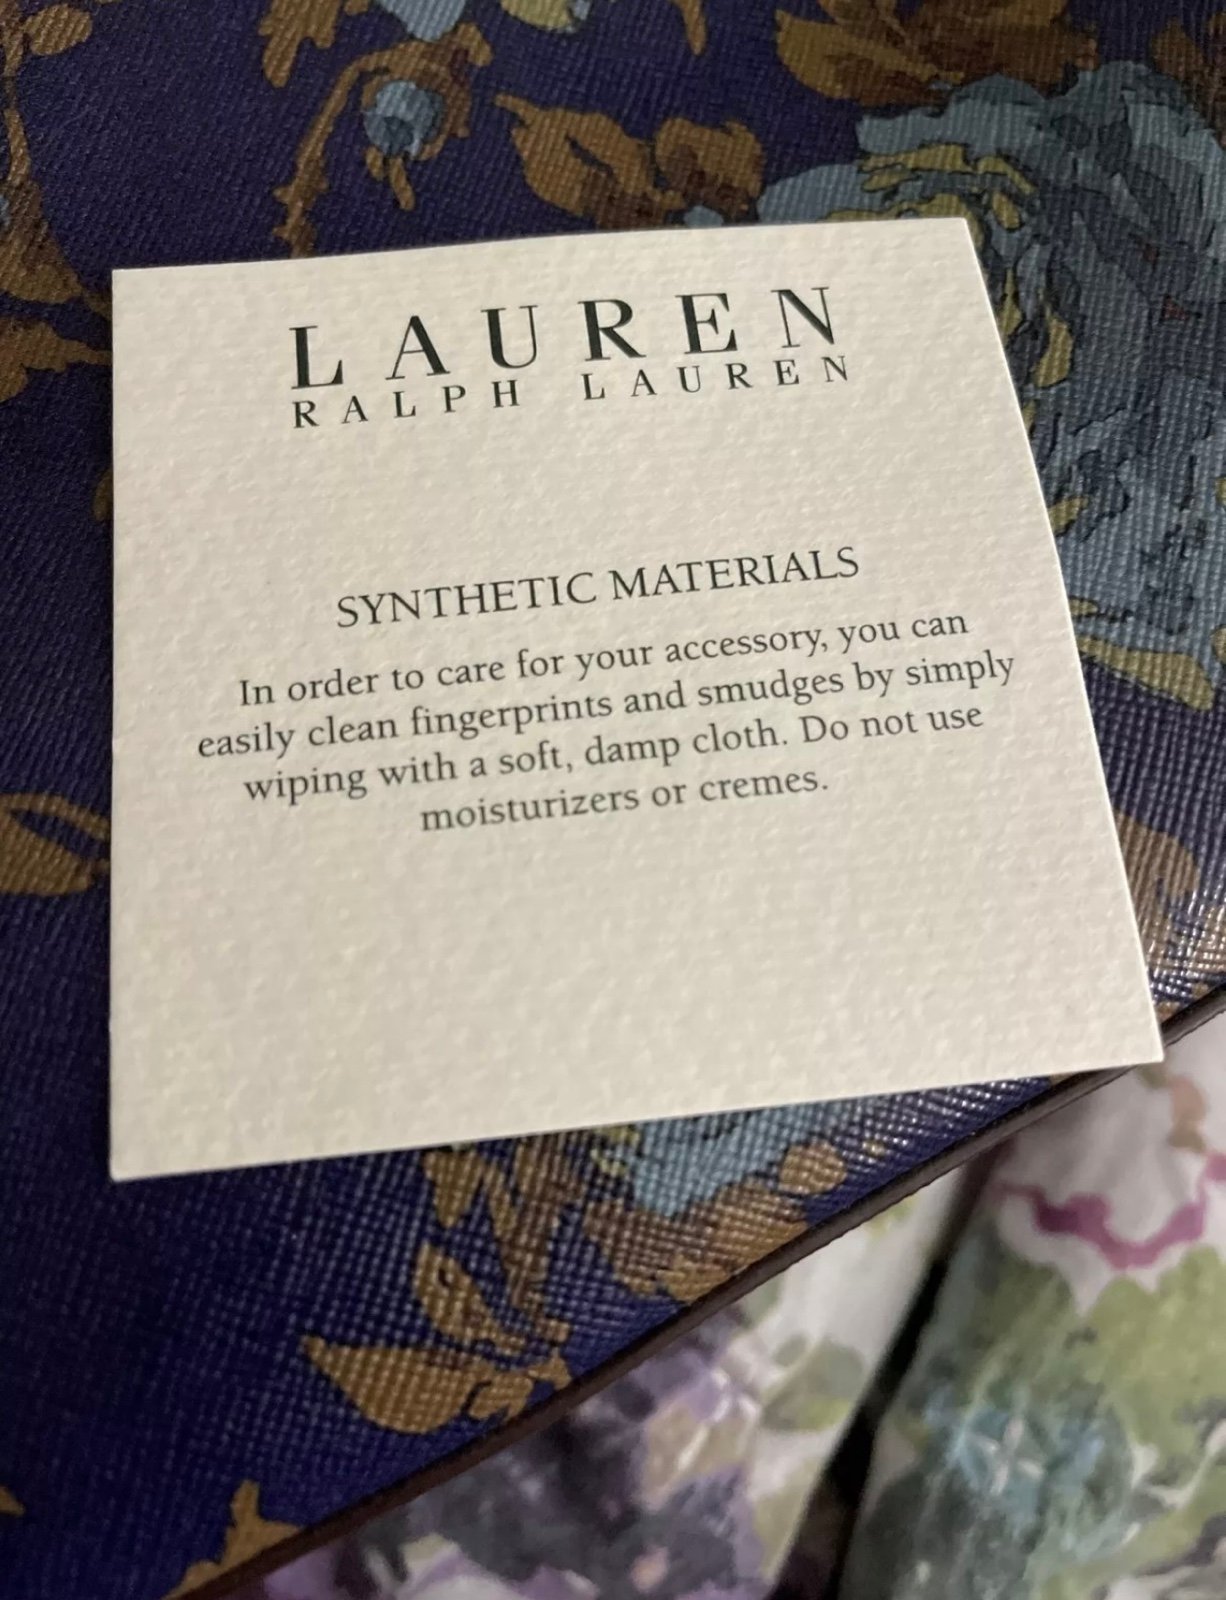 LAUREN
RALPH LAUREN
SYNTHETIC MATERIALS
In order to care for your accessory, you can
easily clean fingerprints and smudges by simply
wiping with a soft, damp cloth. Do not use
moisturizers or cremes.